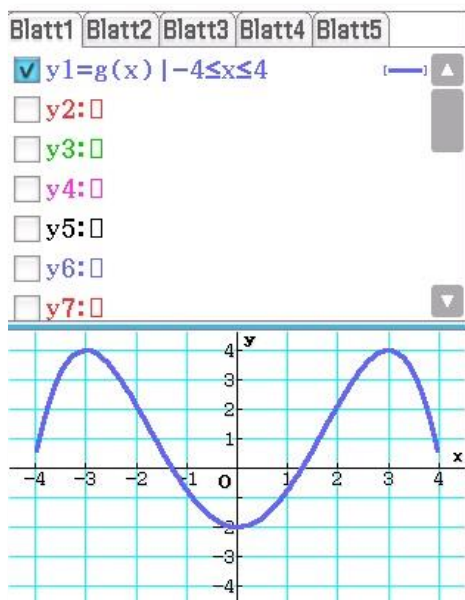 Blatt1 Blatt2 Blatt3 Blatt4 Blatt5
y1=g(x)|-4≤x≤4
y2:▯
y3:▯
y4:▯
y5:▯
y6:▯
y7:▯
y
4
3
2
1
x
-4 -3 -2 -1 0 1 2 3 4
-2
-3
-4